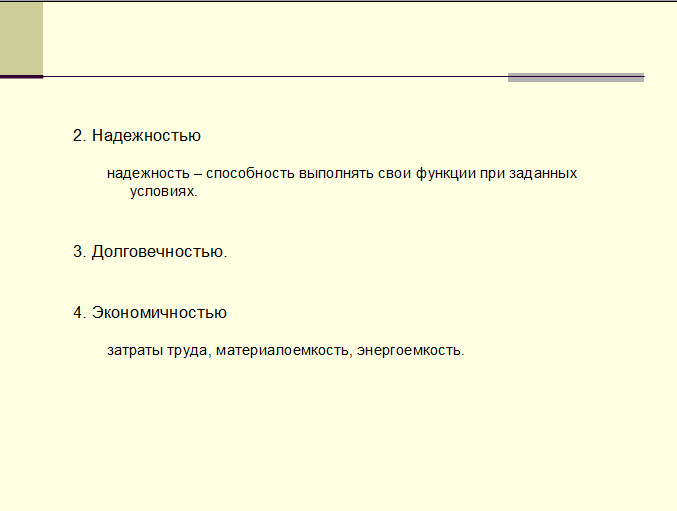 2. Надежностью
надежность – способность выполнять свои функции при заданных
условиях.
3. Долговечностью.
4. Экономичностью
затраты труда, материалоемкость, энергоемкость.